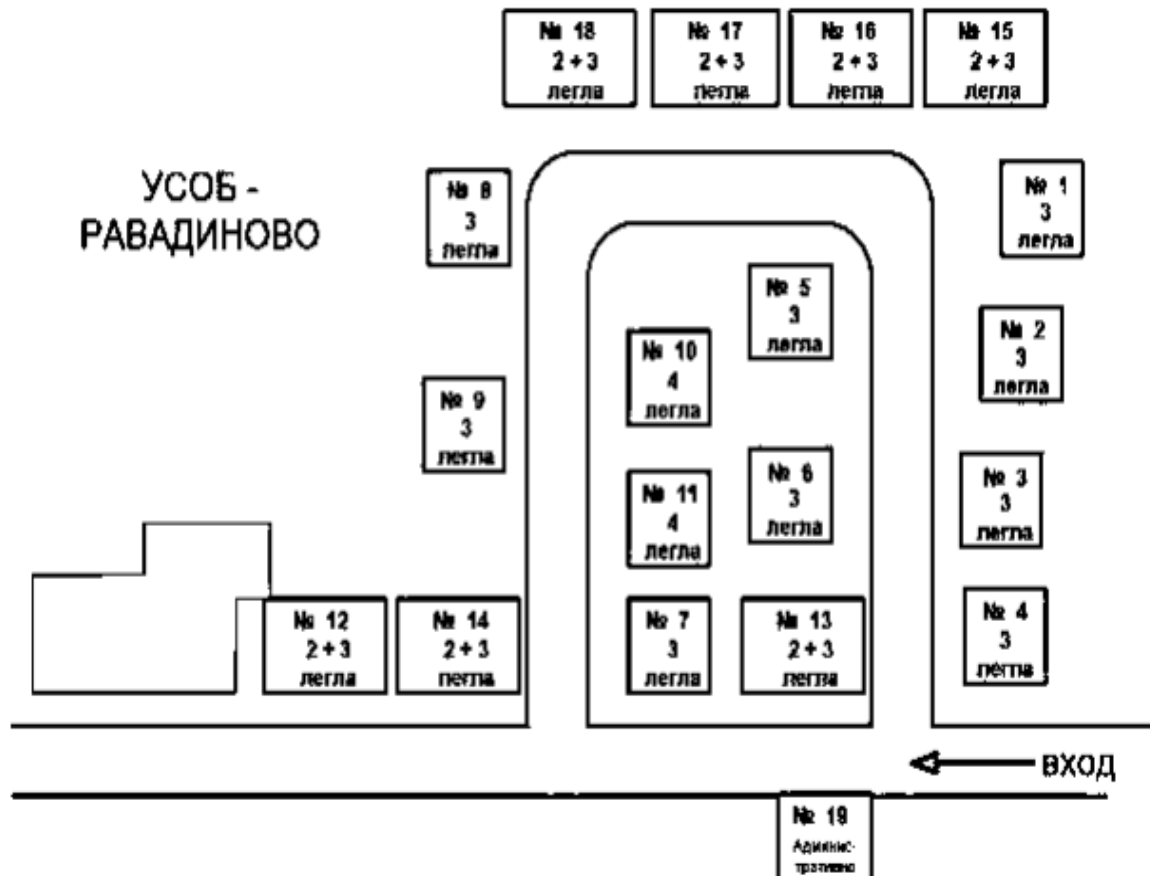 № 18
2 + 3
легла
№ 17
2 + 3
легла
№ 16
2 + 3
легла
№ 15
2 + 3
легла
УСОБ -
РАВАДИНОВО
№ 8
3
легла
№ 1
3
легла
№ 5
3
легла
№ 2
3
легла
№ 10
4
легла
№ 9
3
легла
№ 6
3
легла
№ 3
3
легла
№ 11
4
легла
№ 12
2 + 3
легла
№ 14
2 + 3
легла
№ 7
3
легла
№ 13
2 + 3
легла
№ 4
3
легла
ВХОД
№ 19
Админис-
тративно